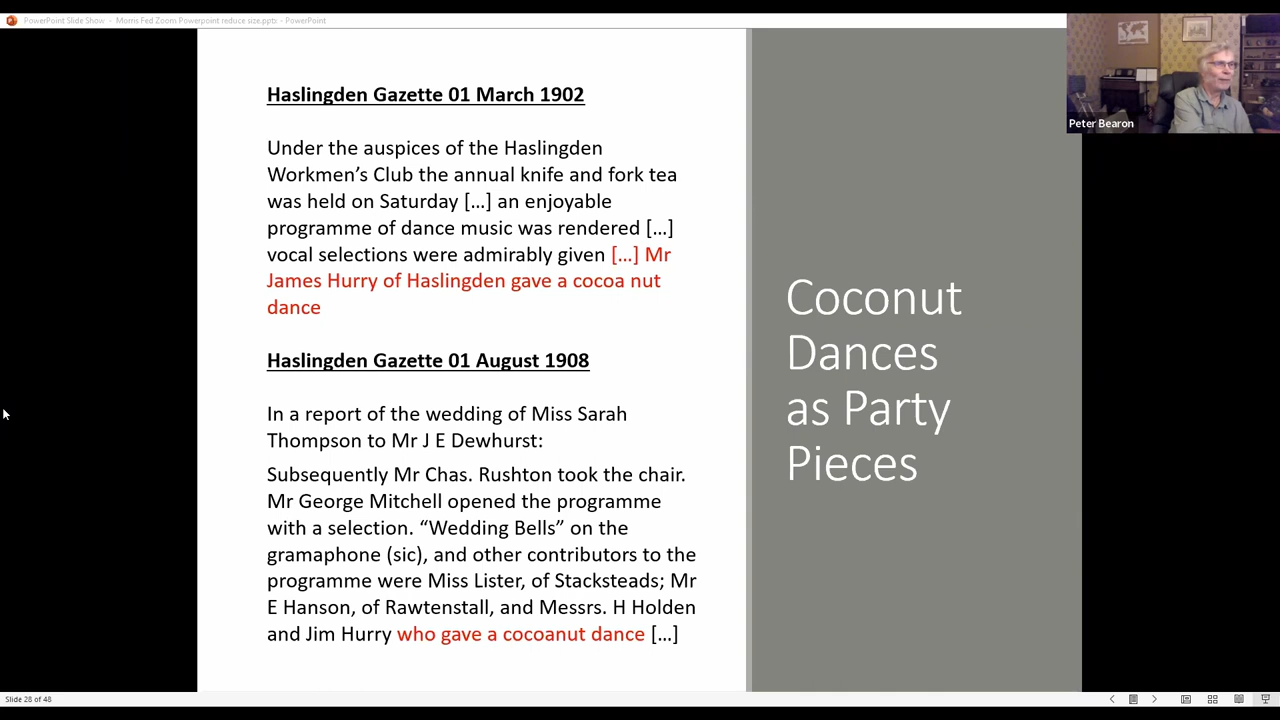 PowerPoint Slide Show - Morris Fed Zoom Powerpoint reduce size.pptx - PowerPoint
Haslingden Gazette 01 March 1902
Under the auspices of the Haslingden
Workmen's Club the annual knife and fork tea
was held on Saturday […] an enjoyable
programme of dance music was rendered […]
vocal selections were admirably given […] Mr
James Hurry of Haslingden gave a cocoa nut
dance
Haslingden Gazette 01 August 1908
In a report of the wedding of Miss Sarah
Thompson to Mr J E Dewhurst:
Subsequently Mr Chas. Rushton took the chair.
Mr George Mitchell opened the programme
with a selection. “Wedding Bells” on the
gramaphone (sic), and other contributors to the
programme were Miss Lister, of Stacksteads; Mr
E Hanson, of Rawtenstall, and Messrs. H Holden
and Jim Hurry who gave a cocoanut dance […]
Coconut
Dances
as Party
Pieces
Peter Bearon
Slide 28 of 48